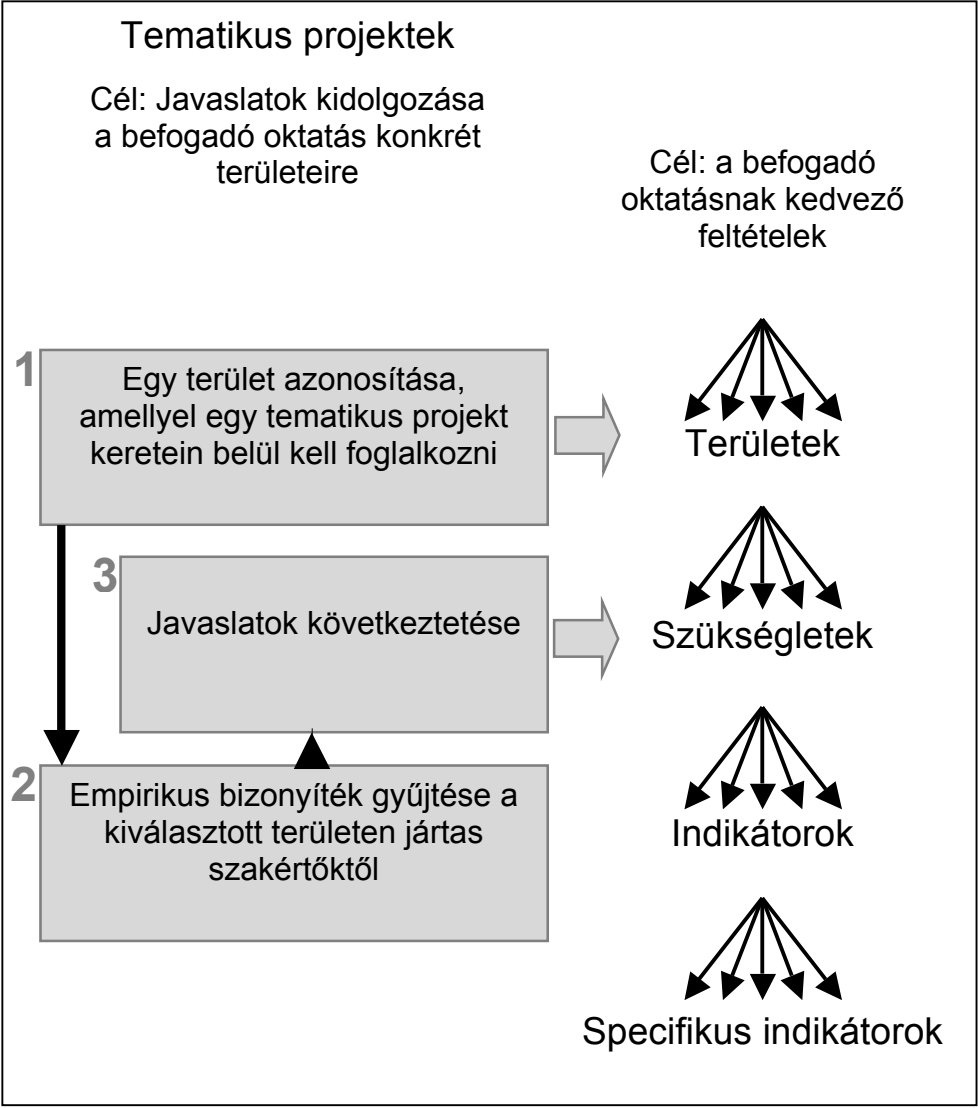 Tematikus projektek
Cél: Javaslatok kidolgozása
a befogadó oktatás konkrét
területeire
Cél: a befogadó
oktatásnak kedvező
feltételek
1
Egy terület azonosítása,
amellyel egy tematikus projekt
keretein belül kell foglalkozni
Területek
3
Javaslatok következtetése
Szükségletek
2
Empirikus bizonyíték gyűjtése a
kiválasztott területen jártas
szakértőktől
Indikátorok
Specifikus indikátorok